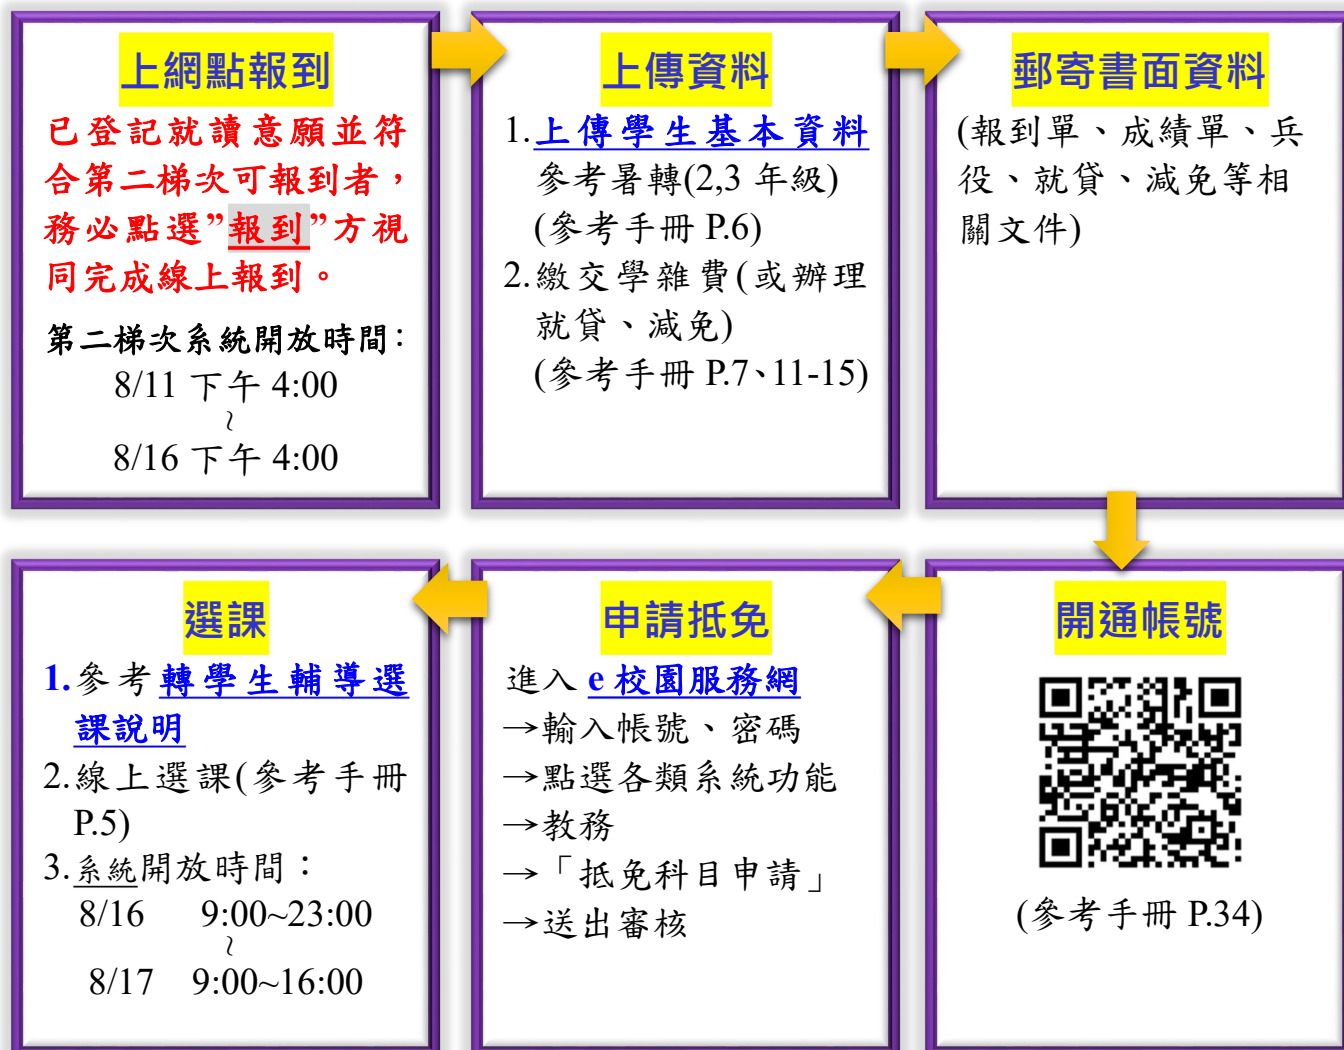 上網點報到
已登記就讀意願並符
合第二梯次可報到者，
務必點選”報到”方視
同完成線上報到。
第二梯次系統開放時間:
8/11 下午 4:00
~
8/16 下午 4:00
上傳資料
1.上傳學生基本資料
參考暑轉(2,3 年級)
(參考手冊 P.6)
2.繳交學雜費(或辦理
就貸、減免)
(參考手冊 P.7、11-15)
郵寄書面資料
(報到單、成績單、兵
役、就貸、減免等相
關文件)
開通帳號
(參考手冊 P.34)
申請抵免
進入 e 校園服務網
→輸入帳號、密碼
→點選各類系統功能
→教務
→「抵免科目申請」
→送出審核
選課
1.參考轉學生輔導選
課說明
2.線上選課(參考手冊
P.5)
3.系統開放時間：
8/16 9:00~23:00
~
8/17 9:00~16:00